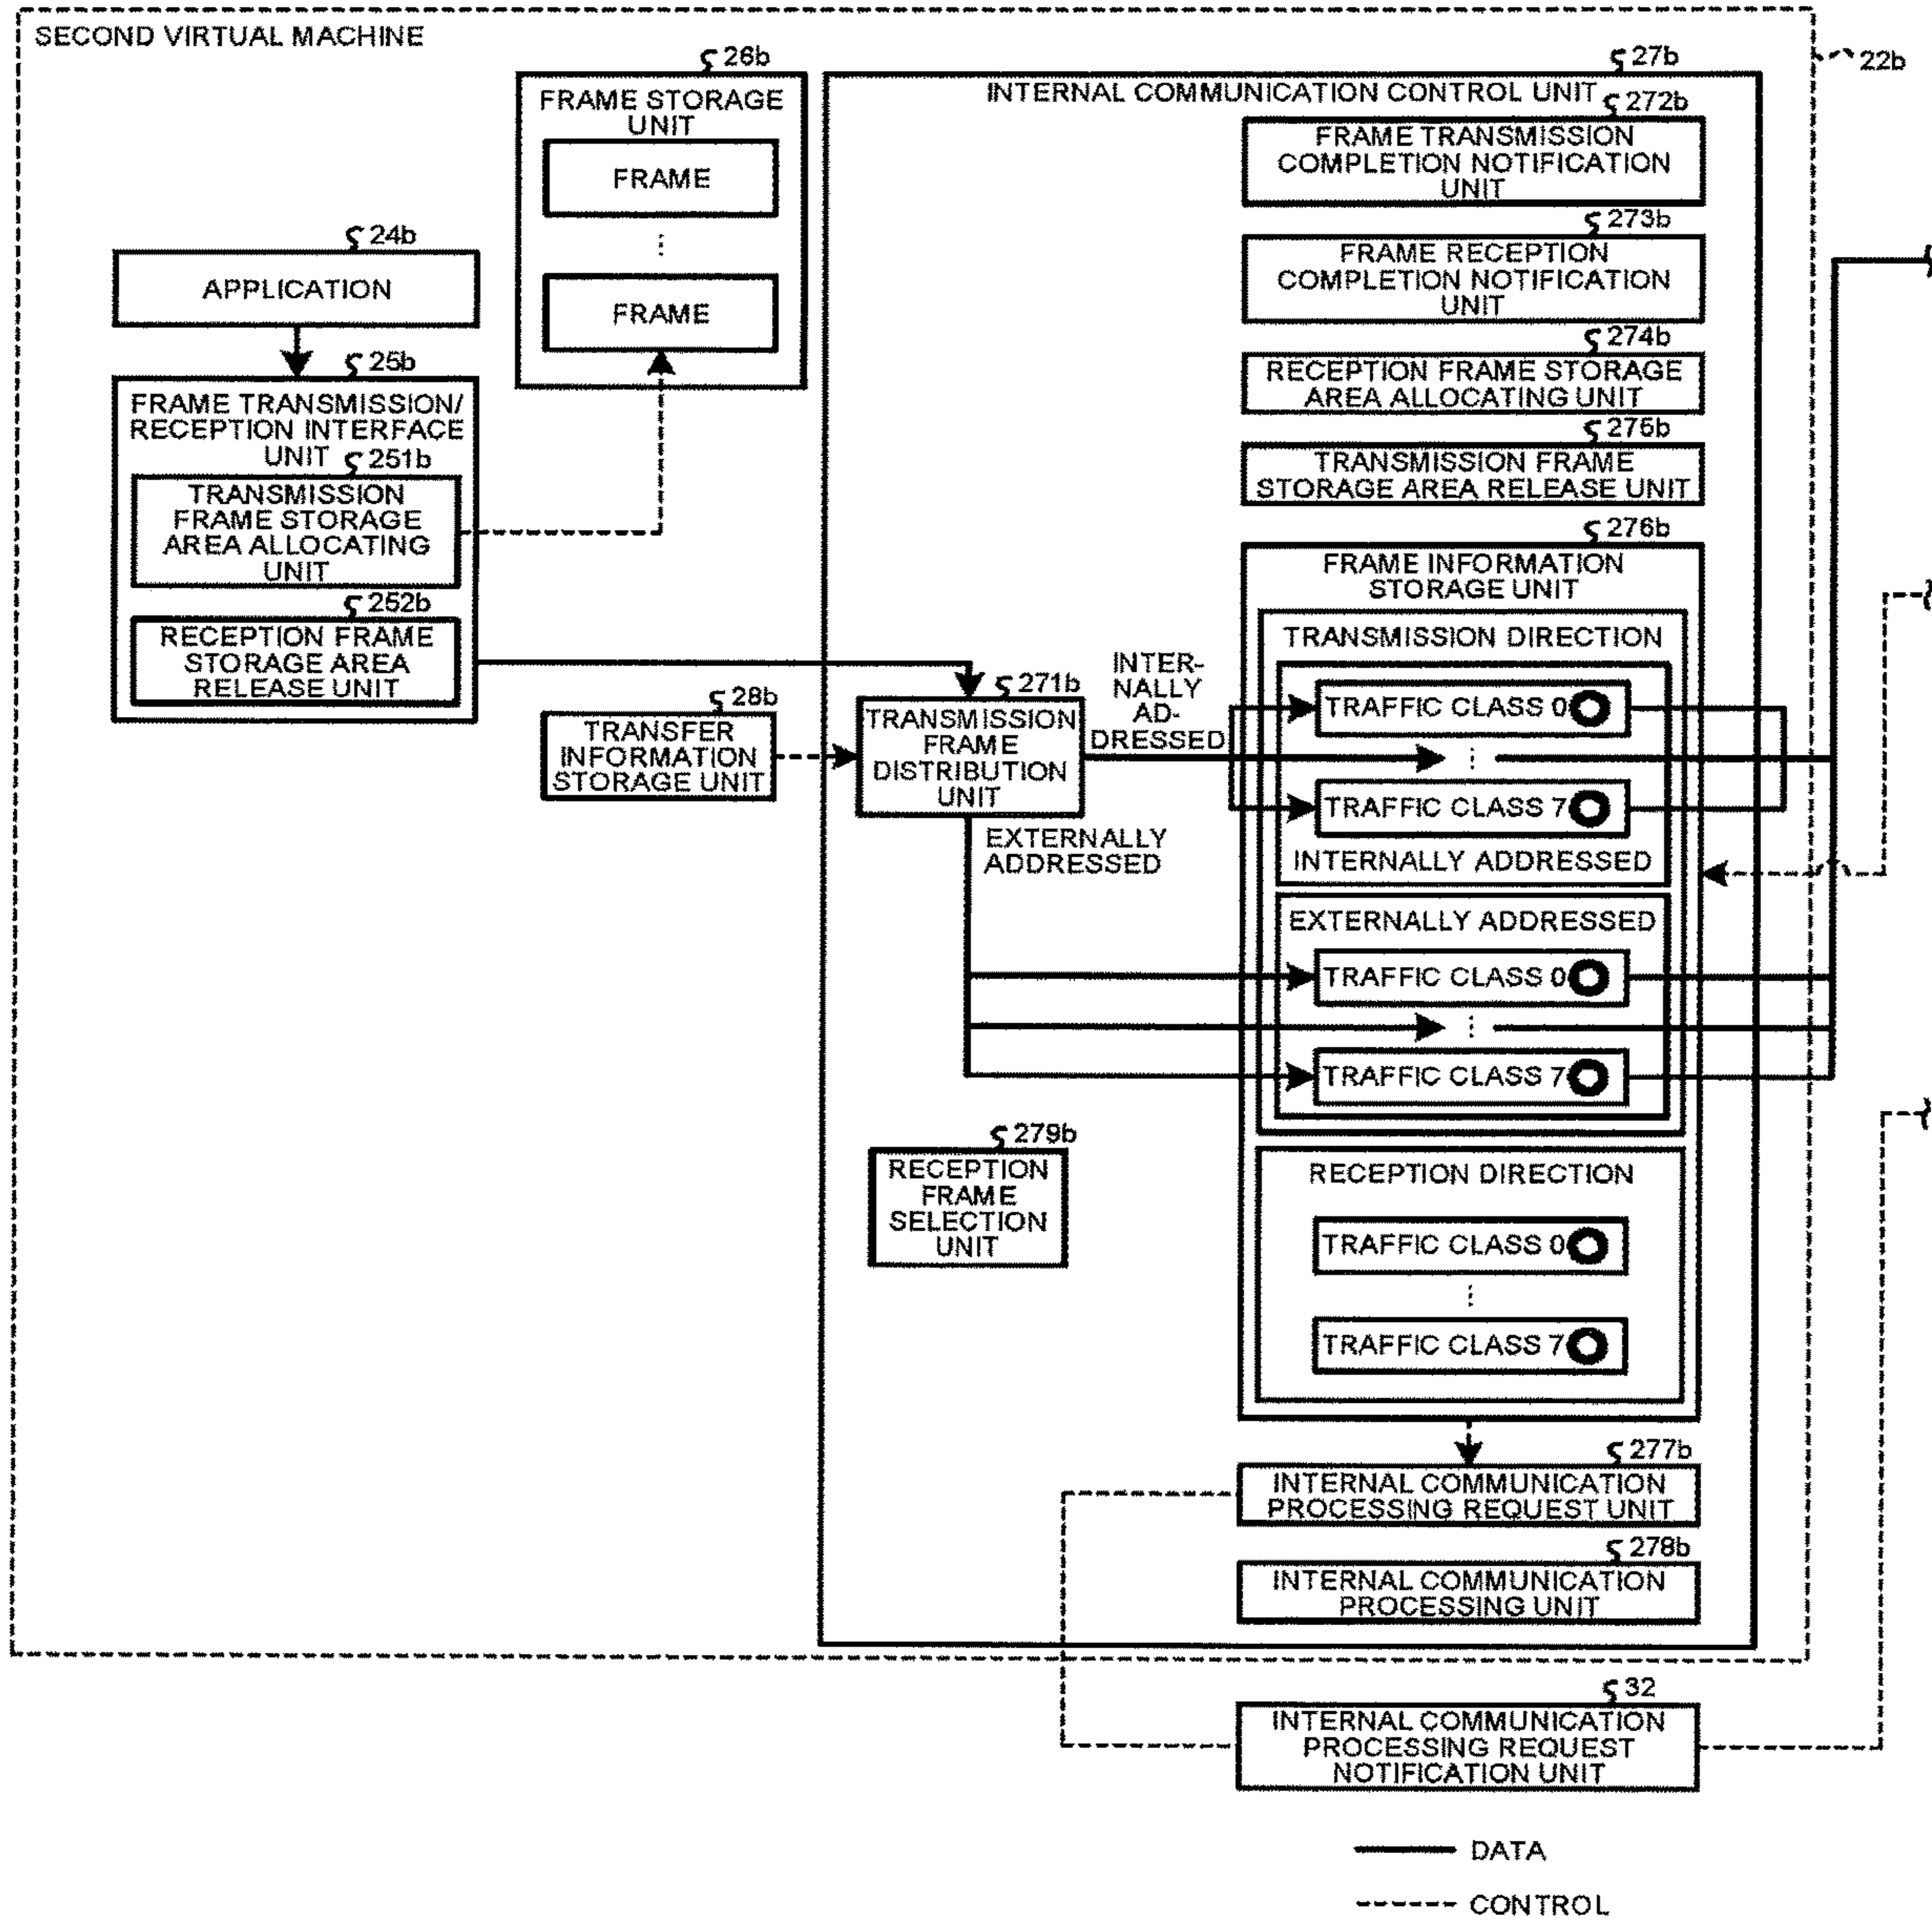 SECOND VIRTUAL MACHINE
22b
26b
FRAME STORAGE
UNIT
FRAME
FRAME
24b
APPLICATION
25b
FRAME TRANSMISSION/
RECEPTION INTERFACE
UNIT
251b
TRANSMISSION
FRAME STORAGE
AREA ALLOCATING
UNIT
252b
RECEPTION FRAME
STORAGE AREA
RELEASE UNIT
28b
TRANSFER
INFORMATION
STORAGE UNIT
27b
INTERNAL COMMUNICATION CONTROL UNIT
272b
FRAME TRANSMISSION
COMPLETION NOTIFICATION
UNIT
273b
FRAME RECEPTION
COMPLETION NOTIFICATION
UNIT
274b
RECEPTION FRAME STORAGE
AREA ALLOCATING UNIT
275b
TRANSMISSION FRAME
STORAGE AREA RELEASE UNIT
271b
TRANSMISSION
FRAME
DISTRIBUTION
UNIT
INTER-
NALLY
AD-
DRESSED
EXTERNALLY
ADDRESSED
276b
FRAME INFORMATION
STORAGE UNIT
TRANSMISSION DIRECTION
TRAFFIC CLASS 0
TRAFFIC CLASS 7
INTERNALLY ADDRESSED
EXTERNALLY ADDRESSED
TRAFFIC CLASS 0
TRAFFIC CLASS 7
279b
RECEPTION
FRAME
SELECTION
UNIT
RECEPTION DIRECTION
TRAFFIC CLASS 0
TRAFFIC CLASS 7
277b
INTERNAL COMMUNICATION
PROCESSING REQUEST UNIT
278b
INTERNAL COMMUNICATION
PROCESSING UNIT
32
INTERNAL COMMUNICATION
PROCESSING REQUEST
NOTIFICATION UNIT
DATA
CONTROL